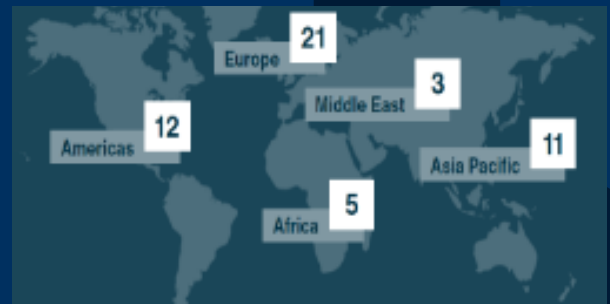 Europe 21
Middle East 3
Americas 12
Asia Pacific 11
Africa 5